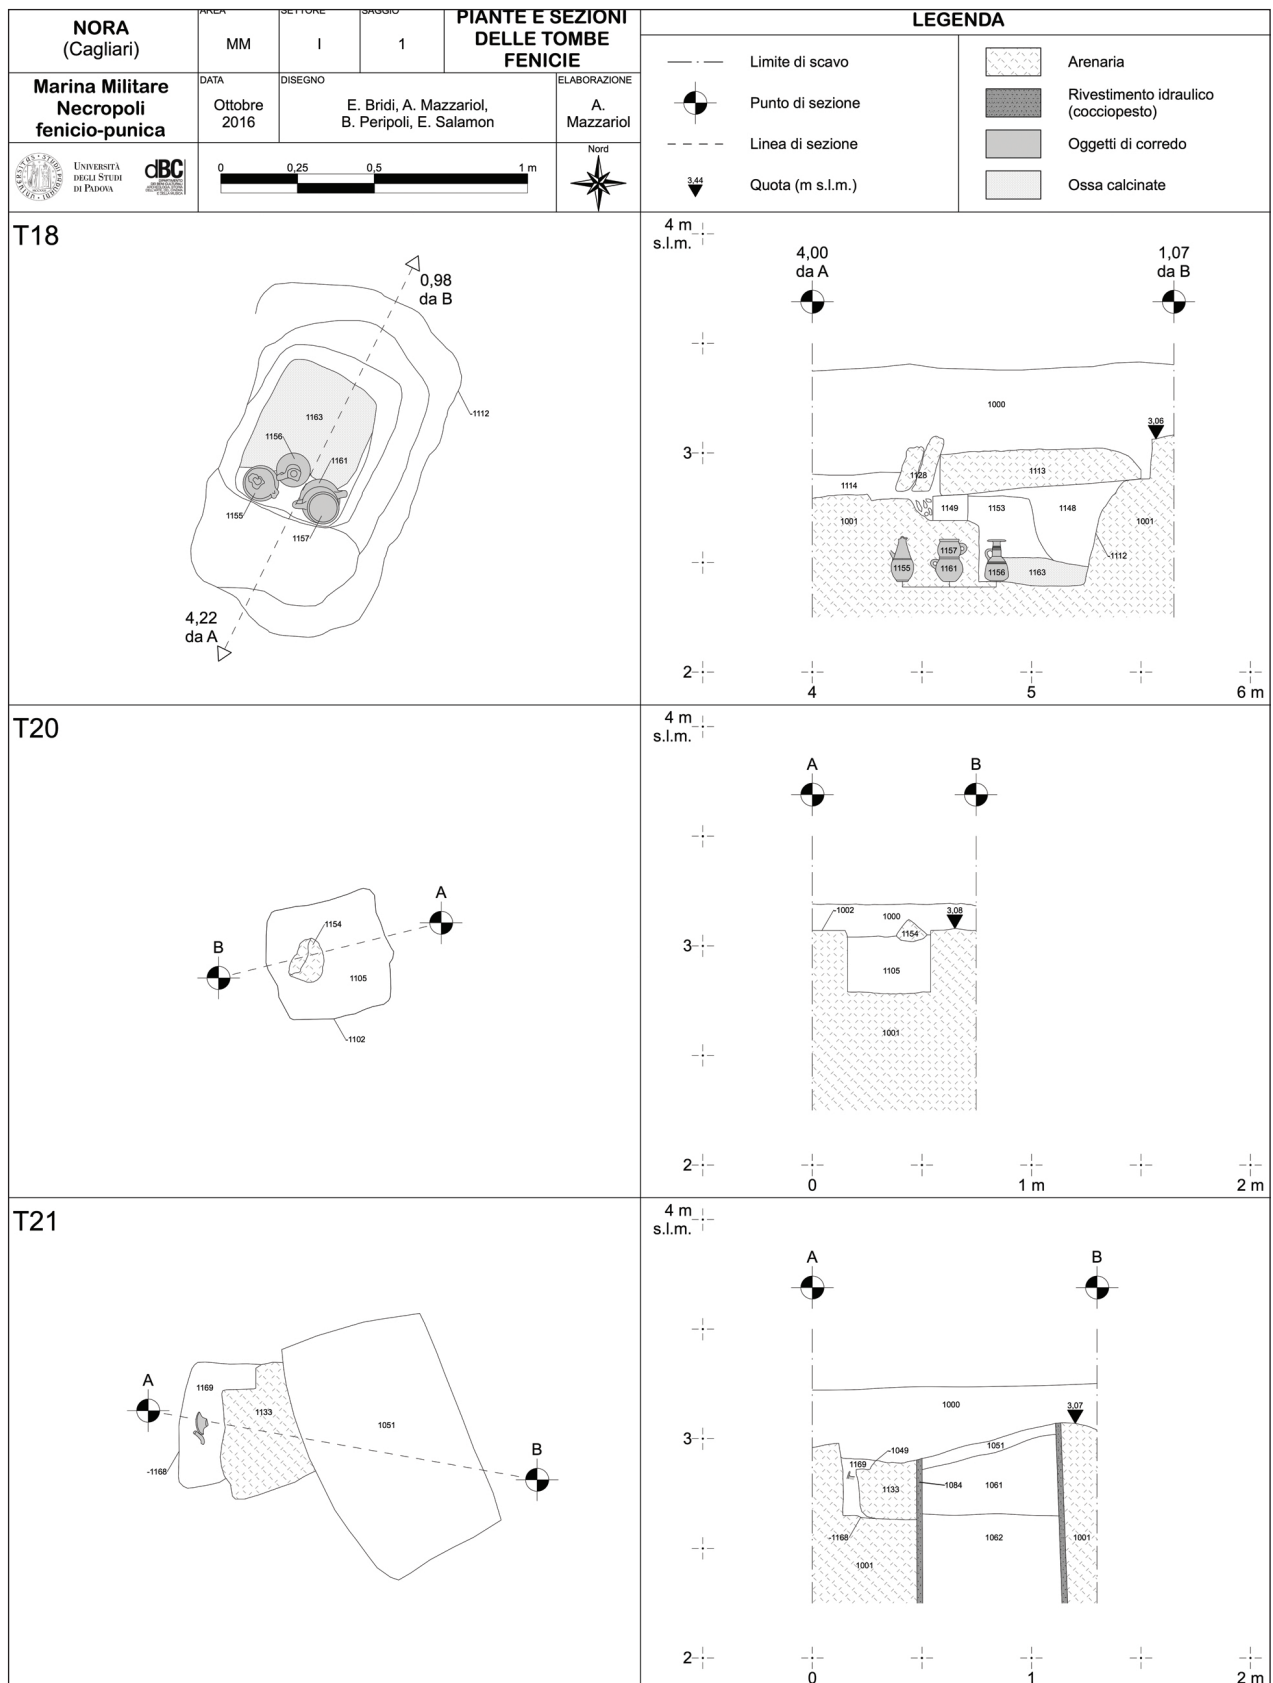 NORA
(Cagliari)
AREA
MM
SETTORE
I
SAGGIO
1
PIANTE E SEZIONI
DELLE TOMBE
FENICIE
Marina Militare
Necropoli
fenicio-punica
DATA
Ottobre
2016
DISEGNO
E. Bridi, A. Mazzariol,
B. Peripoli, E. Salamon
ELABORAZIONE
A.
Mazzariol
UNIVERSITÀ
DEGLI STUDI
DI PADOVA
dBC
0 0,25 0,5 1 m
Nord
LEGENDA
Limite di scavo
Punto di sezione
Linea di sezione
3,44
Quota (m s.l.m.)
Arenaria
Rivestimento idraulico
(cocciopesto)
Oggetti di corredo
Ossa calcinate
T18
0,98
da B
-1112
1163
1156
1161
1155
1157
4,22
da A
4 m
s.l.m.
4,00
da A
1,07
da B
1000
3,06
3
1128
1113
1114
1149
1153
1148
1001
1001
-1112
1157
1155
1161
1156
1163
2
4 5 6 m
T20
A
B
1154
1105
-1102
4 m
s.l.m.
A B
-1002
1000
3,08
1154
3
1105
1001
2
0 1 m 2 m
T21
A
1169
1133
1051
-1168
B
4 m
s.l.m.
A B
1000
3,07
3
-1049
1051
1169
1133
-1084
1061
-1168
1062
1001
1001
2
0 1 2 m